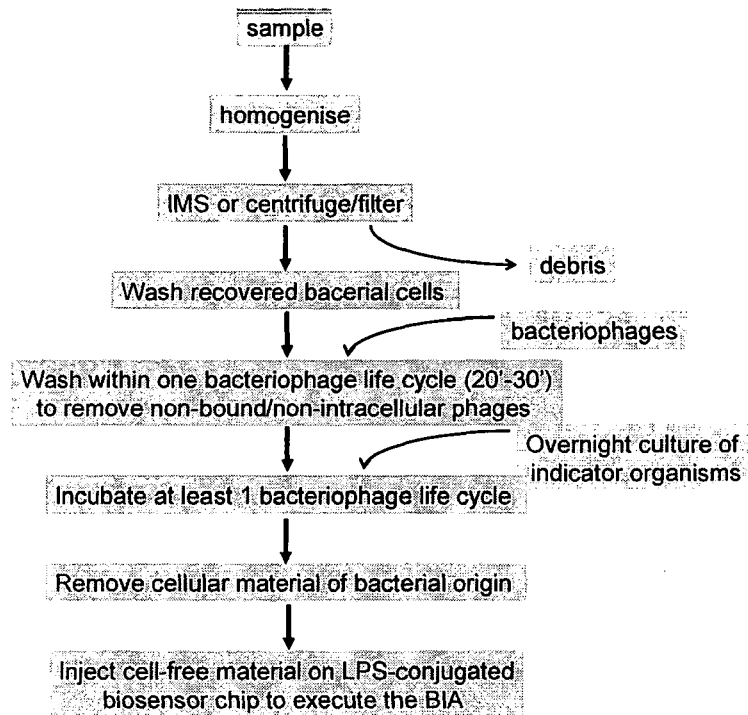 sample
homogenise
IMS or centrifuge/filter
debris
Wash recovered bacerial cells
bacteriophages
Wash within one bacteriophage life cycle (20'-30')
to remove non-bound/non-intracellular phages
Overnight culture of
indicator organisms
Incubate at least 1 bacteriophage life cycle
Remove cellular material of bacterial origin
Inject cell-free material on LPS-conjugated
biosensor chip to execute the BIA